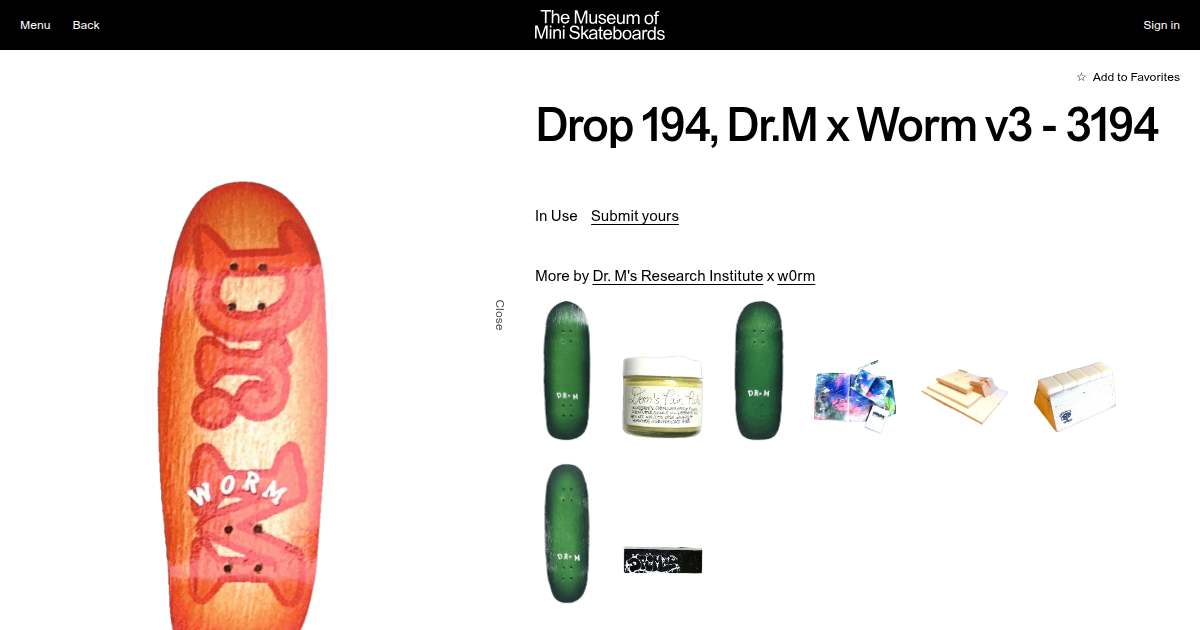 Menu
Back
The Museum of
Mini Skateboards
Sign in
☆ Add to Favorites
Drop 194, Dr.M x Worm v3 - 3194
In Use
Submit yours
More by Dr. M's Research Institute x w0rm
Close
WORM
DR·M
DR·M
DR·M